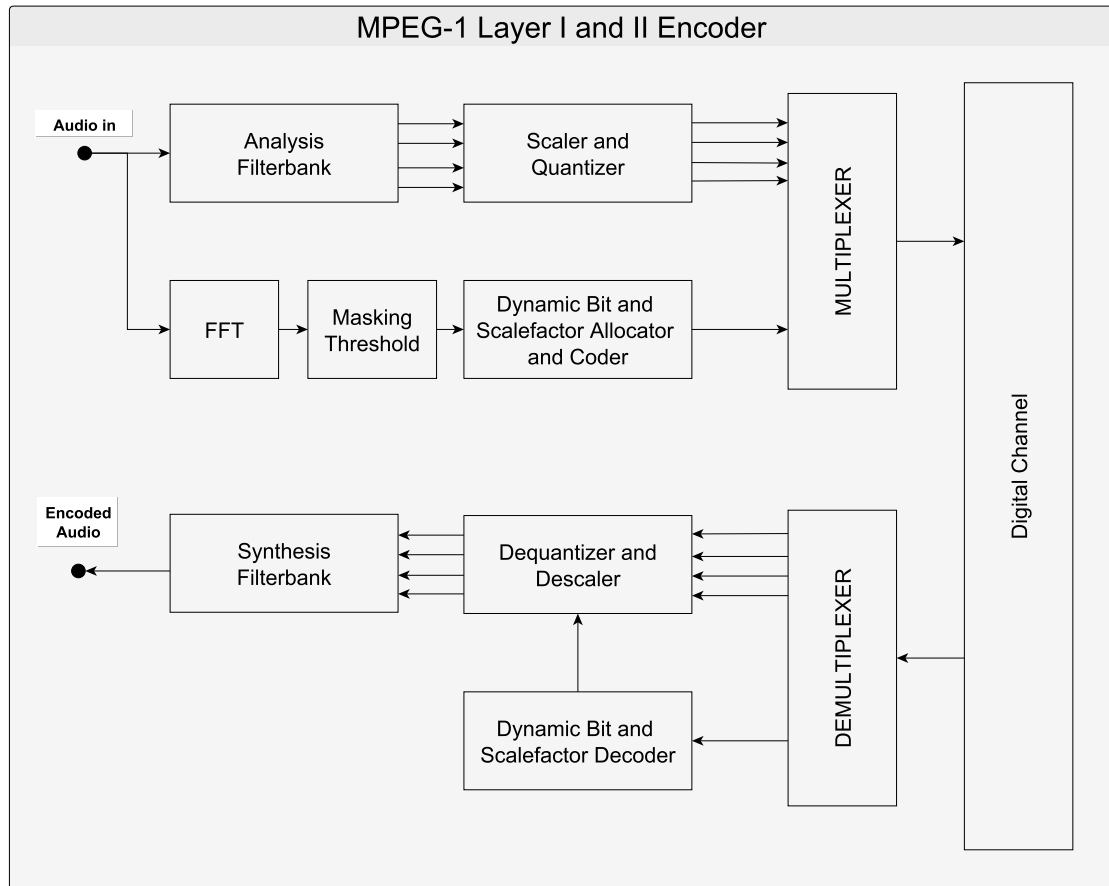 MPEG-1 Layer I and II Encoder
Audio in
Analysis
Filterbank
Scaler and
Quantizer
MULTIPLEXER
FFT
Masking
Threshold
Dynamic Bit and
Scalefactor Allocator
and Coder
Digital Channel
Encoded
Audio
Synthesis
Filterbank
Dequantizer and
Descaler
DEMULTIPLEXER
Dynamic Bit and
Scalefactor Decoder